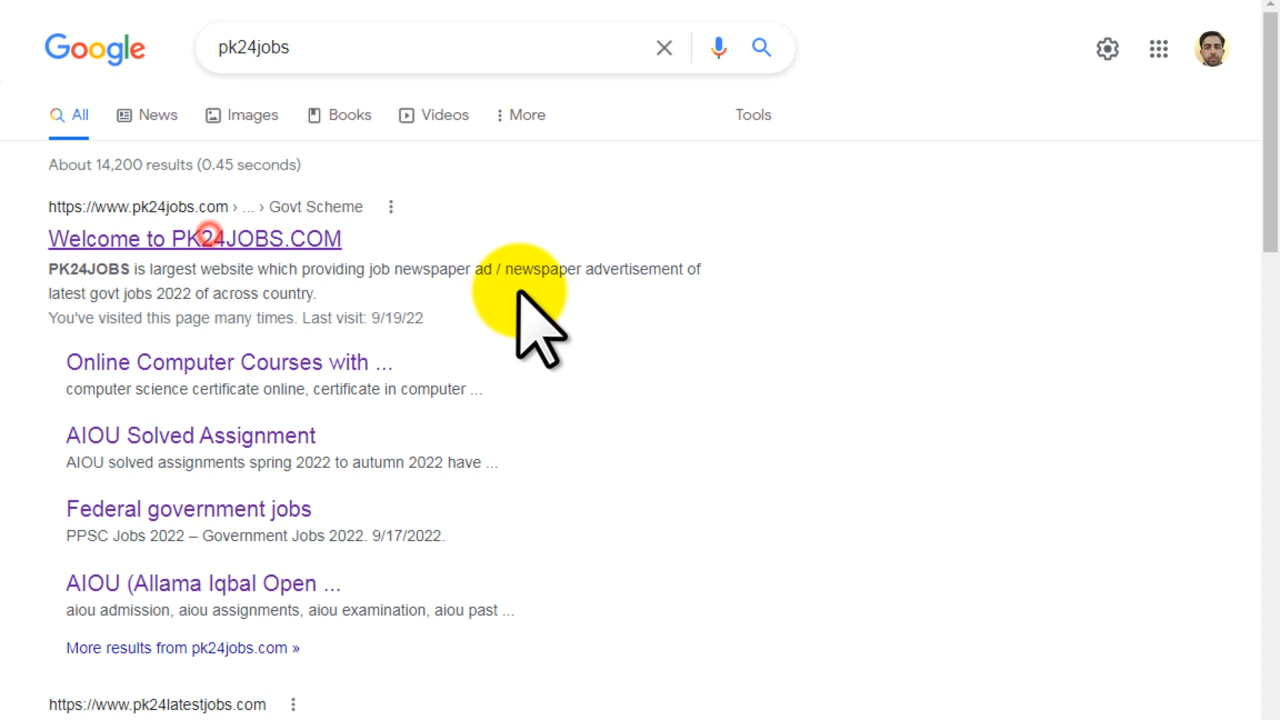 Google
pk24jobs
All News Images Books Videos More Tools
About 14,200 results (0.45 seconds)
https://www.pk24jobs.com › ... › Govt Scheme
Welcome to PK24JOBS.COM
PK24JOBS is largest website which providing job newspaper ad / newspaper advertisement of
latest govt jobs 2022 of across country.
You've visited this page many times. Last visit: 9/19/22
Online Computer Courses with ...
computer science certificate online, certificate in computer ...
AIOU Solved Assignment
AIOU solved assignments spring 2022 to autumn 2022 have ...
Federal government jobs
PPSC Jobs 2022 – Government Jobs 2022. 9/17/2022.
AIOU (Allama Iqbal Open ...
aiou admission, aiou assignments, aiou examination, aiou past ...
More results from pk24jobs.com »
https://www.pk24latestjobs.com